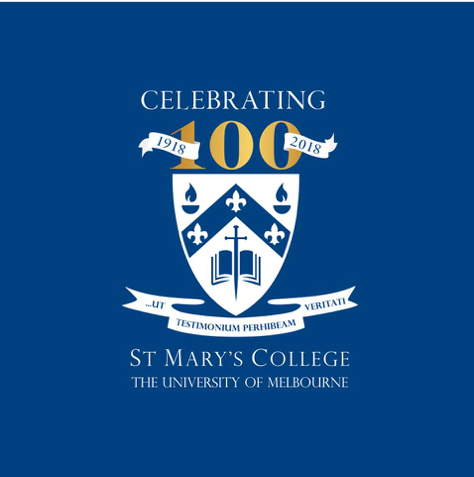 CELEBRATING
100
1918
2018
...UT
TESTIMONIUM PERHIBEAM
VERITATI
ST MARY'S COLLEGE
THE UNIVERSITY OF MELBOURNE